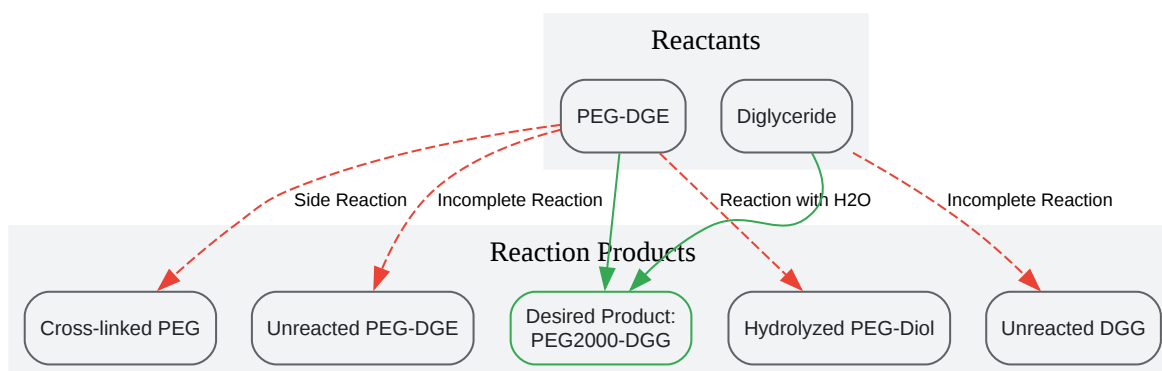 Reactants
PEG-DGE
Diglyceride
Side Reaction
Incomplete Reaction
Reaction with H2O
Incomplete Reaction
Reaction Products
Cross-linked PEG
Unreacted PEG-DGE
Desired Product:
PEG2000-DGG
Hydrolyzed PEG-Diol
Unreacted DGG